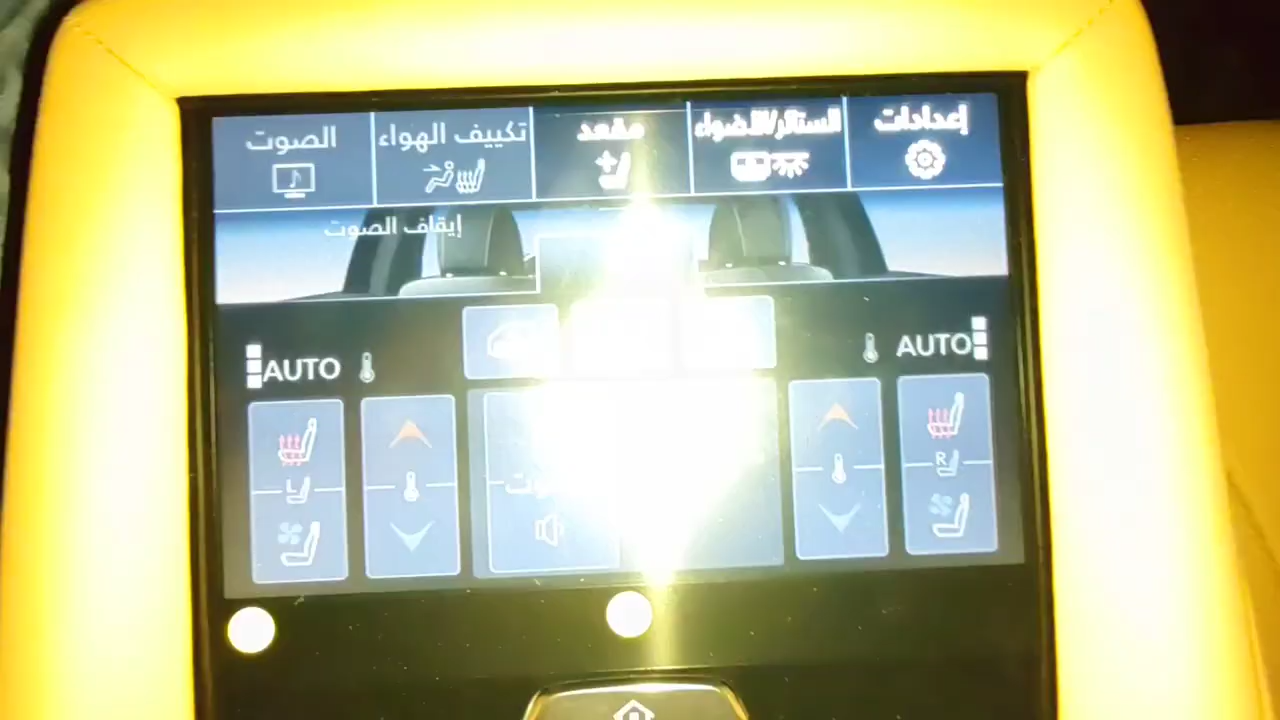 إعدادات
الستائر/الأضواء
مقعد
تكييف الهواء
الصوت
إيقاف الصوت
AUTO
AUTO
R
L